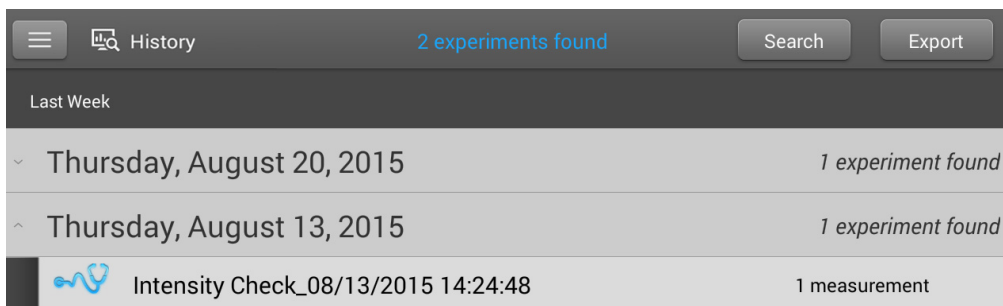 History 2 experiments found Search Export
Last Week
Thursday, August 20, 2015 1 experiment found
Thursday, August 13, 2015 1 experiment found
Intensity Check_08/13/2015 14:24:48 1 measurement